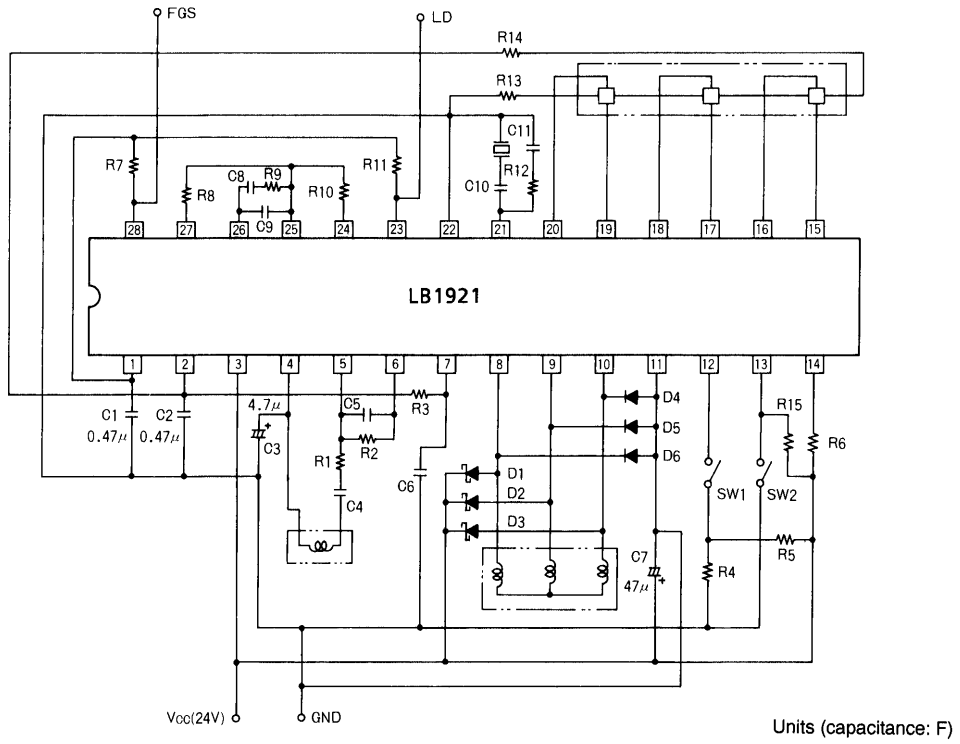 FGS
LD
R14
R13
C11
R7
R11
R12
C8
R9
R8
R10
C10
C9
28
27
26
25
24
23
22
21
20
19
18
17
16
15
LB1921
1
2
3
4
5
6
7
8
9
10
11
12
13
14
C1
0.47μ
C2
0.47μ
4.7μ
C3
C5
R3
R1
R2
C4
C6
D4
D5
D6
D1
D2
D3
R15
R6
SW1
SW2
R5
R4
C7
47μ
+
+
Vcc(24V)
GND
Units (capacitance: F)